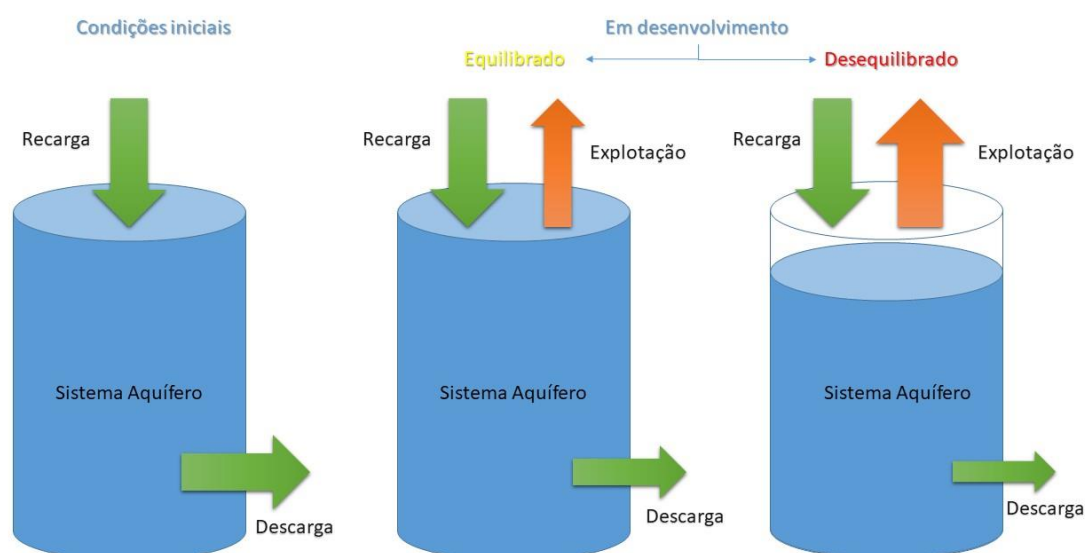 Condições iniciais
Em desenvolvimento
Equilibrado
Desequilibrado
Recarga
Recarga
Explotação
Recarga
Explotação
Sistema Aquífero
Sistema Aquífero
Sistema Aquífero
Descarga
Descarga
Descarga